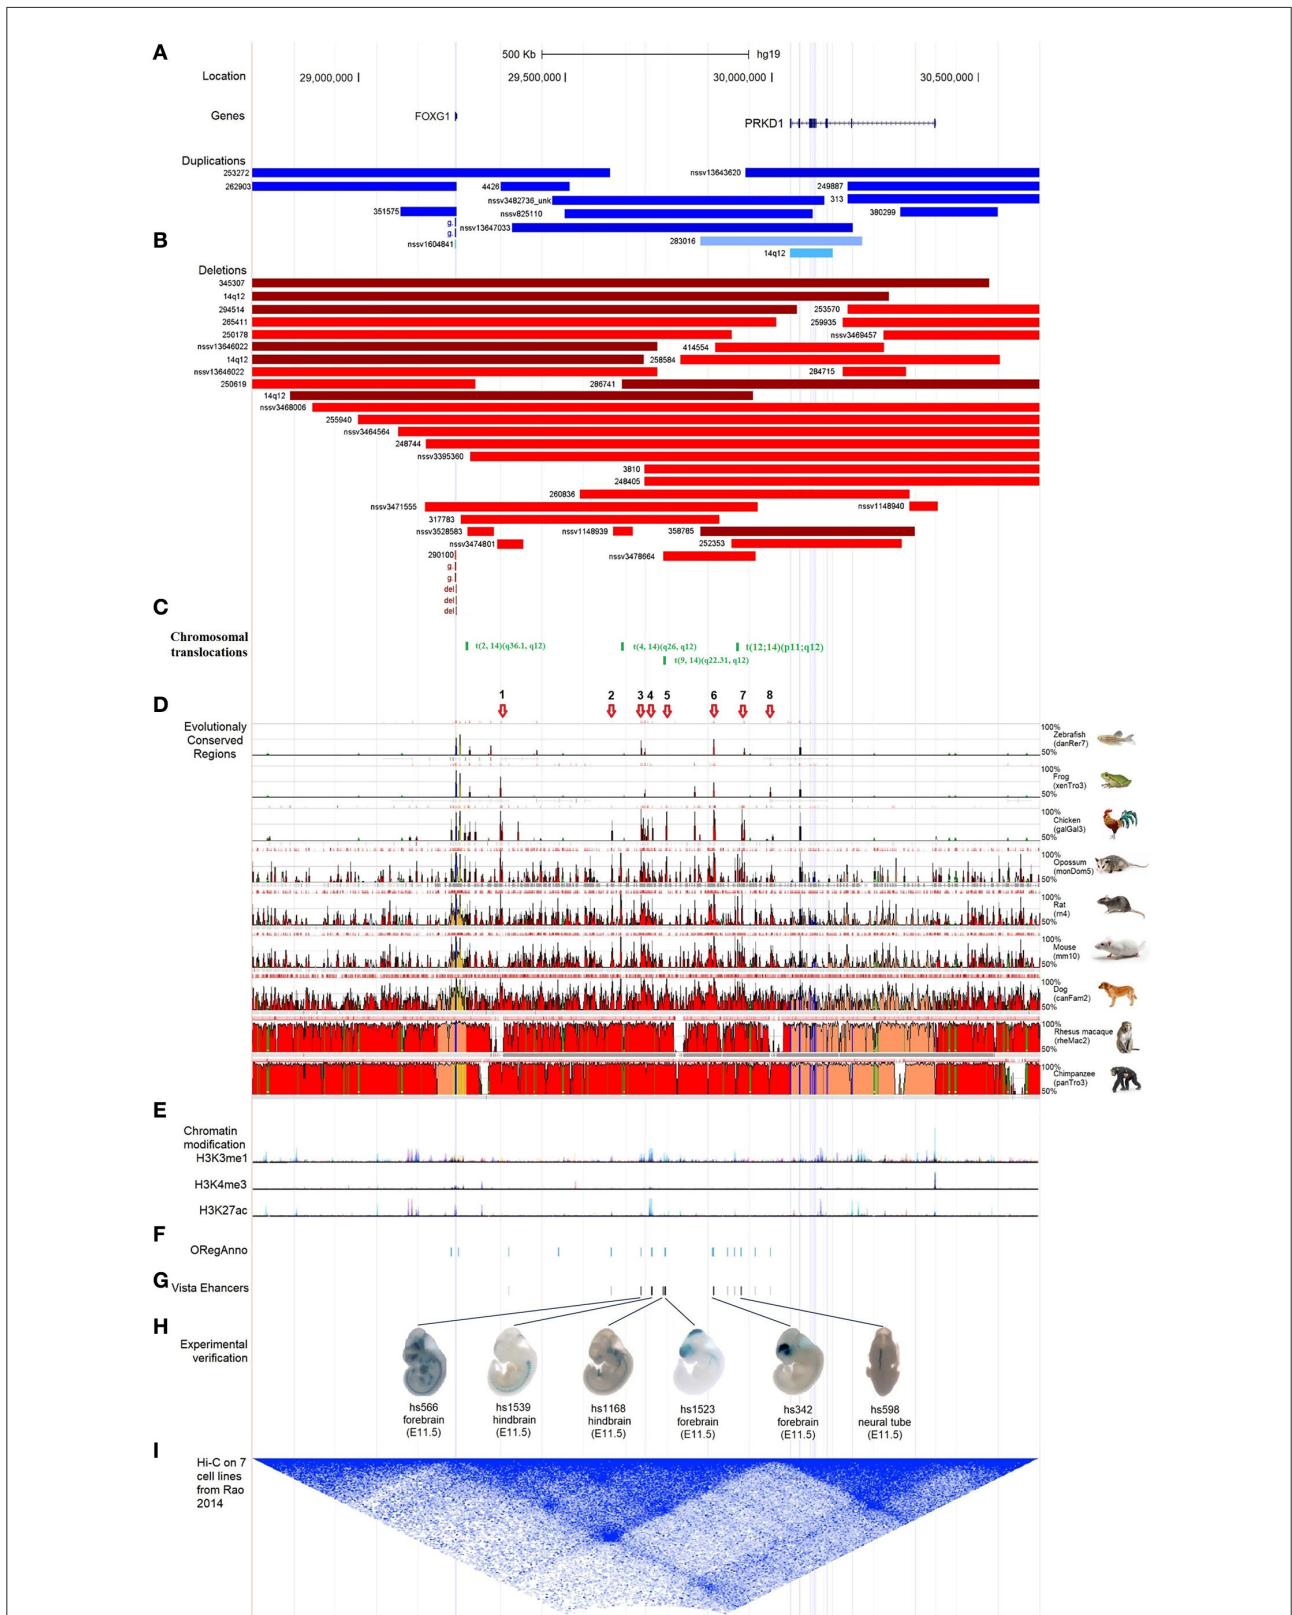 A
500 Kb hg19
Location 29,000,000 29,500,000 30,000,000 30,500,000
Genes FOXG1 PRKD1
Duplications
253272 nssv13643620
262903 4426 249887
nssv3482736_unk 313
351575 nssv825110 380299
g.
nssv13647033
g.
B
nssv1604841 283016
14q12
Deletions
345307
14q12
294514 253570
265411 259935
250178 nssv3469457
nssv13646022 414554
14q12 258584
nssv13646022 284715
250619 286741
14q12
nssv3468006
255940
nssv3464564
248744
nssv3395360
3810
248405
260836
nssv3471555 nssv1148940
317783
nssv3528583 nssv1148939 358785
nssv3474801 252353
290100 nssv3478664
g.
g.
del
del
del
C
Chromosomal
translocations
t(2, 14)(q36.1, q12) t(4, 14)(q26, q12) t(12;14)(p11;q12)
t(9, 14)(q22.31, q12)
D
1 2 3 4 5 6 7 8
Evolutionaly
Conserved
Regions
100%
Zebrafish
(danRer7)
50%
100%
Frog
(xenTro3)
50%
100%
Chicken
(galGal3)
50%
100%
Opossum
(monDom5)
50%
100%
Rat
(rn4)
50%
100%
Mouse
(mm10)
50%
100%
Dog
(canFam2)
50%
100%
Rhesus macaque
(rheMac2)
50%
100%
Chimpanzee
(panTro3)
50%
E
Chromatin
modification
H3K3me1
H3K4me3
H3K27ac
F
ORegAnno
G
Vista Ehancers
H
Experimental
verification
hs566 hs1539 hs1168 hs1523 hs342 hs598
forebrain hindbrain hindbrain forebrain forebrain neural tube
(E11.5) (E11.5) (E11.5) (E11.5) (E11.5) (E11.5)
I
Hi-C on 7
cell lines
from Rao
2014